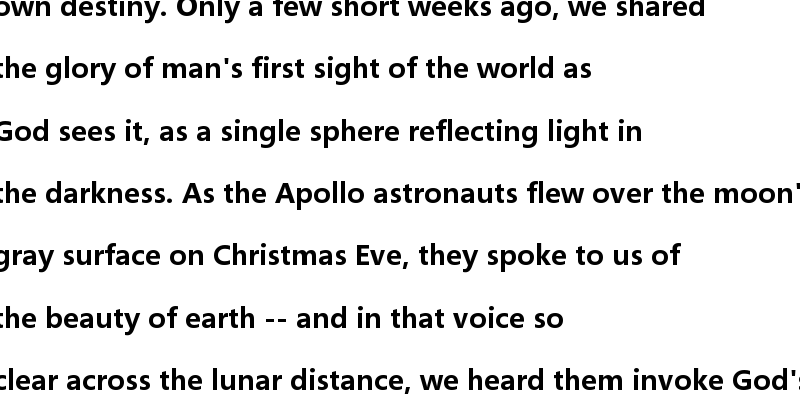 own destiny. Only a few short weeks ago, we shared
the glory of man's first sight of the world as
God sees it, as a single sphere reflecting light in
the darkness. As the Apollo astronauts flew over the moon'
gray surface on Christmas Eve, they spoke to us of
the beauty of earth -- and in that voice so
clear across the lunar distance, we heard them invoke God's